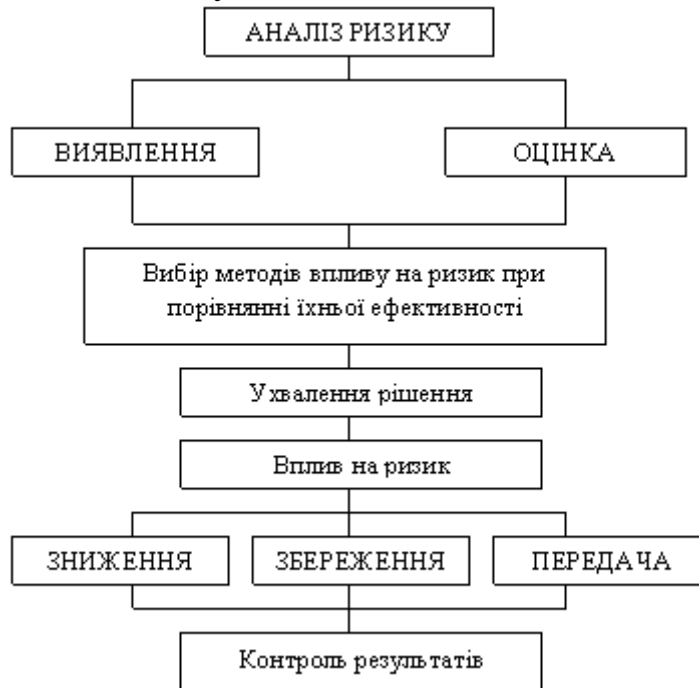 АНАЛІЗ РИЗИКУ
ВИЯВЛЕННЯ
ОЦІНКА
Вибір методів впливу на ризик при
порівнянні їхньої ефективності
Ухвалення рішення
Вплив на ризик
ЗНИЖЕННЯ
ЗБЕРЕЖЕННЯ
ПЕРЕДАЧА
Контроль результатів